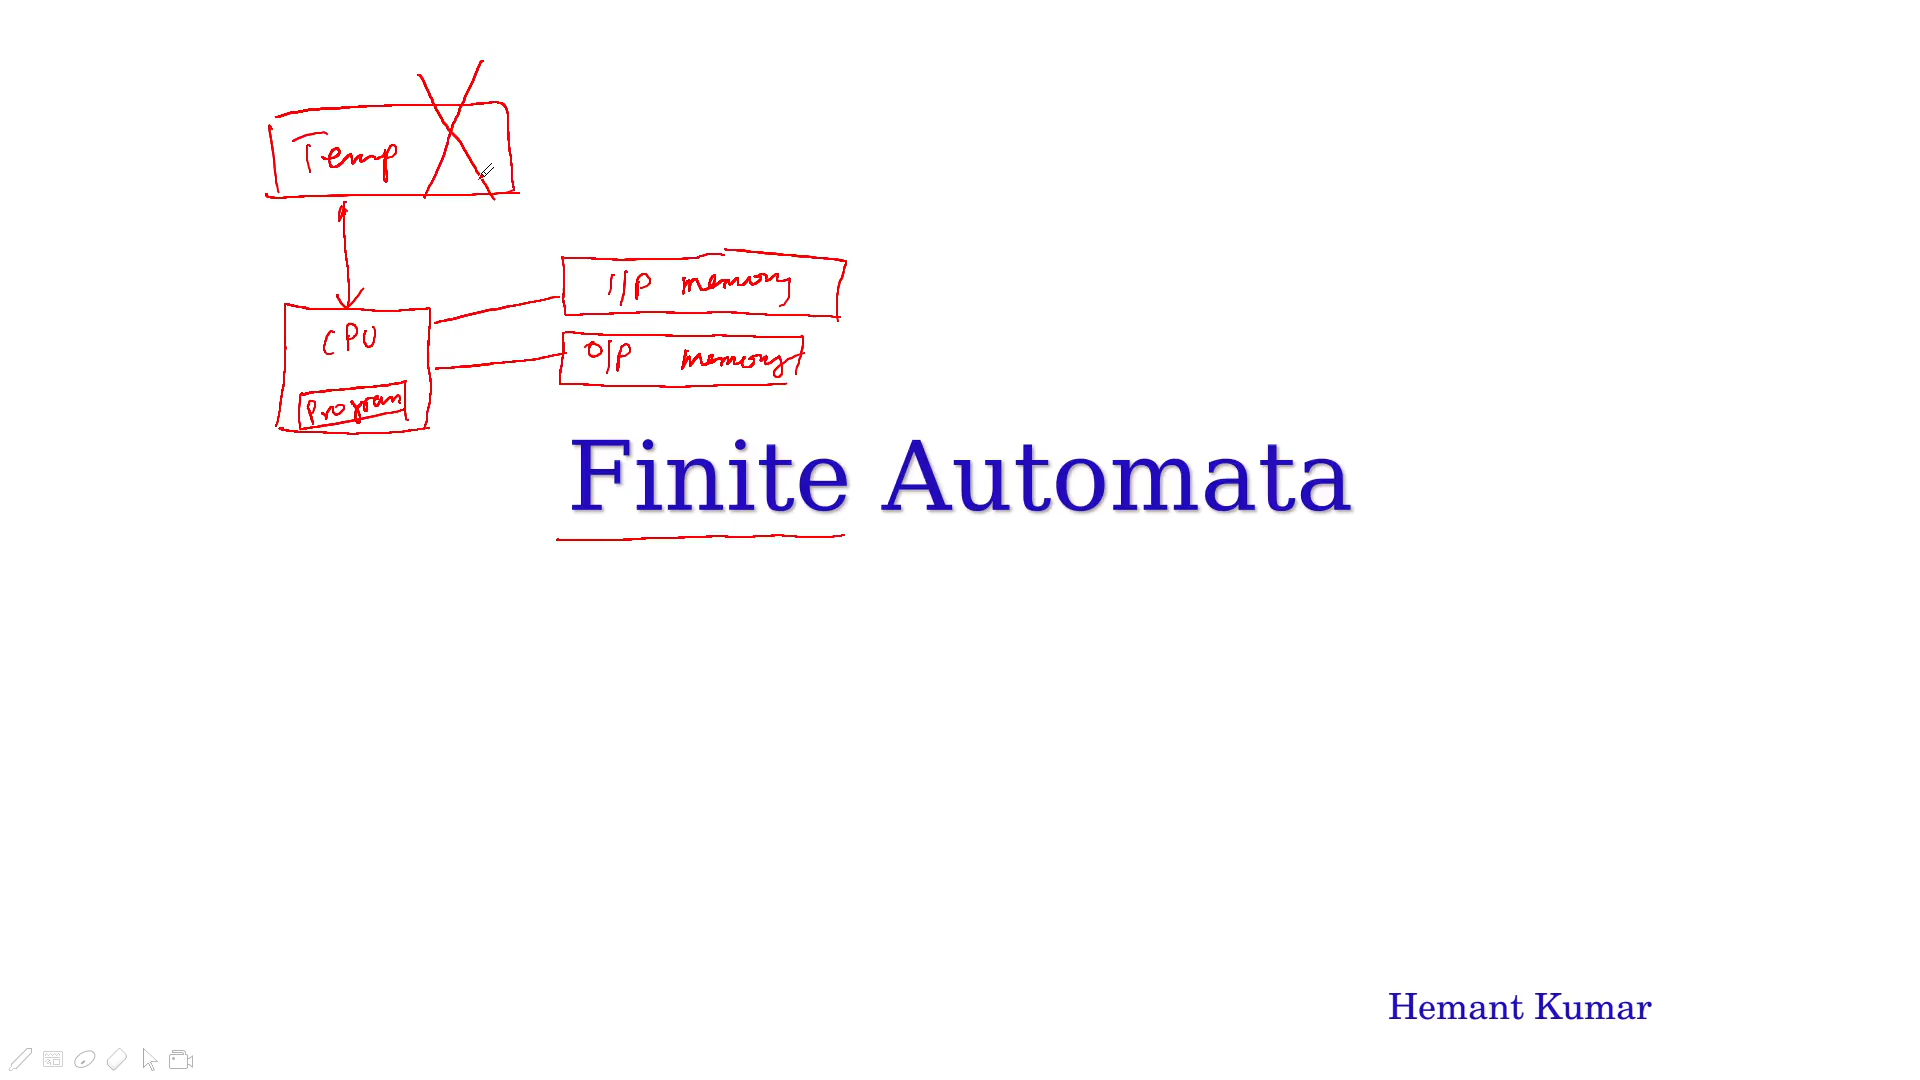 Temp
I/P memory
CPU
O/P memory
Program
Finite Automata
Hemant Kumar